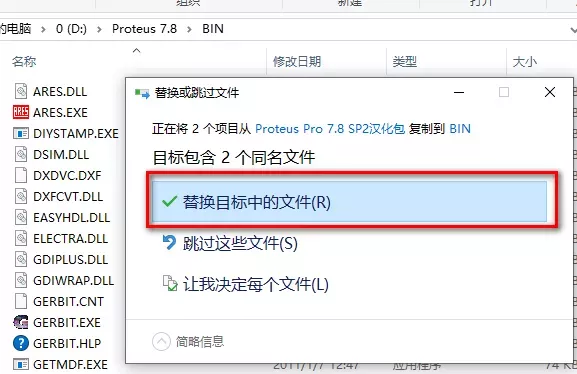 组织 新建 打开
的电脑 > 0 (D:) > Proteus 7.8 > BIN
名称 修改日期 类型 大小
ARES.DLL
ARES.EXE
DIYSTAMP.EXE
DSIM.DLL
DXDVC.DXF
DXFCVT.DLL
EASYHDL.DLL
ELECTRA.DLL
GDIPLUS.DLL
GDIWRAP.DLL
GERBIT.CNT
GERBIT.EXE
GERBIT.HLP
GETMDF.EXE
替换或跳过文件
正在将 2 个项目从 Proteus Pro 7.8 SP2汉化包 复制到 BIN
目标包含 2 个同名文件
替换目标中的文件(R)
跳过这些文件(S)
让我决定每个文件(L)
简略信息
2011/1/7 12:47 应用程序 74 KB